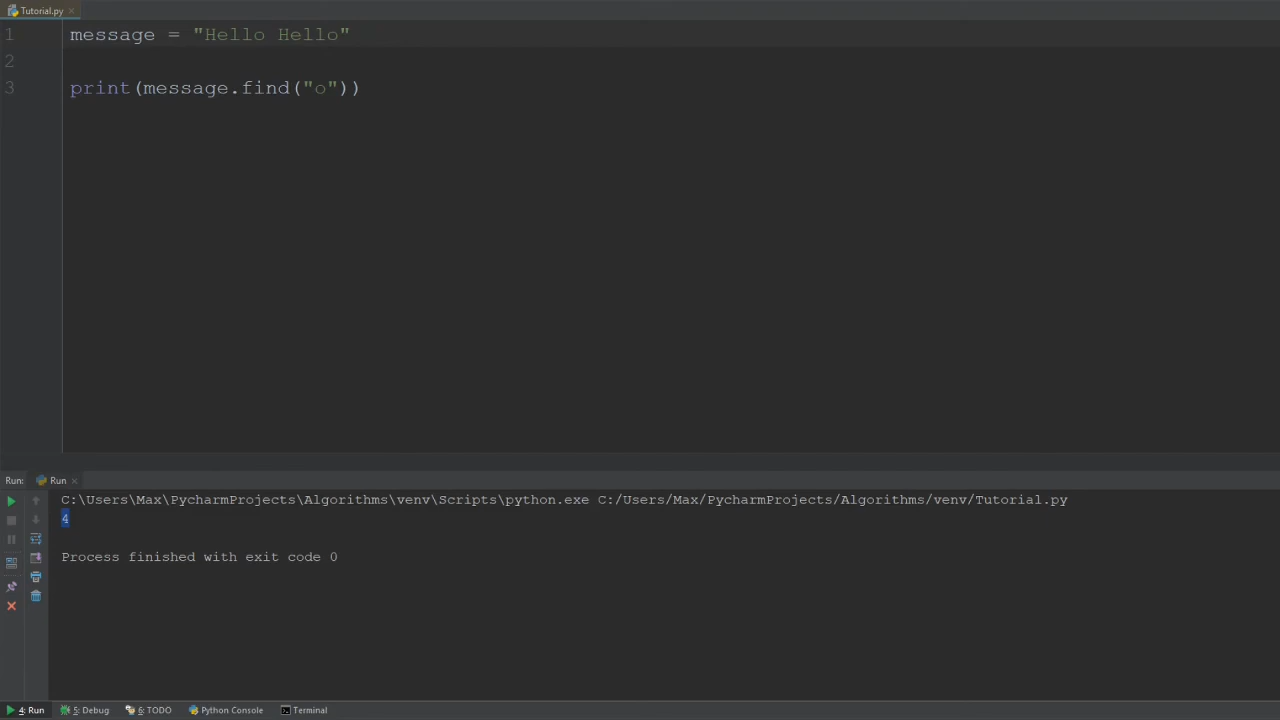 Tutorial.py
1 message = "Hello Hello"
2
3 print(message.find("o"))
Run: Run
C:\Users\Max\PycharmProjects\Algorithms\venv\Scripts\python.exe C:/Users/Max/PycharmProjects/Algorithms/venv/Tutorial.py
4
Process finished with exit code 0
4: Run 5: Debug 6: TODO Python Console Terminal